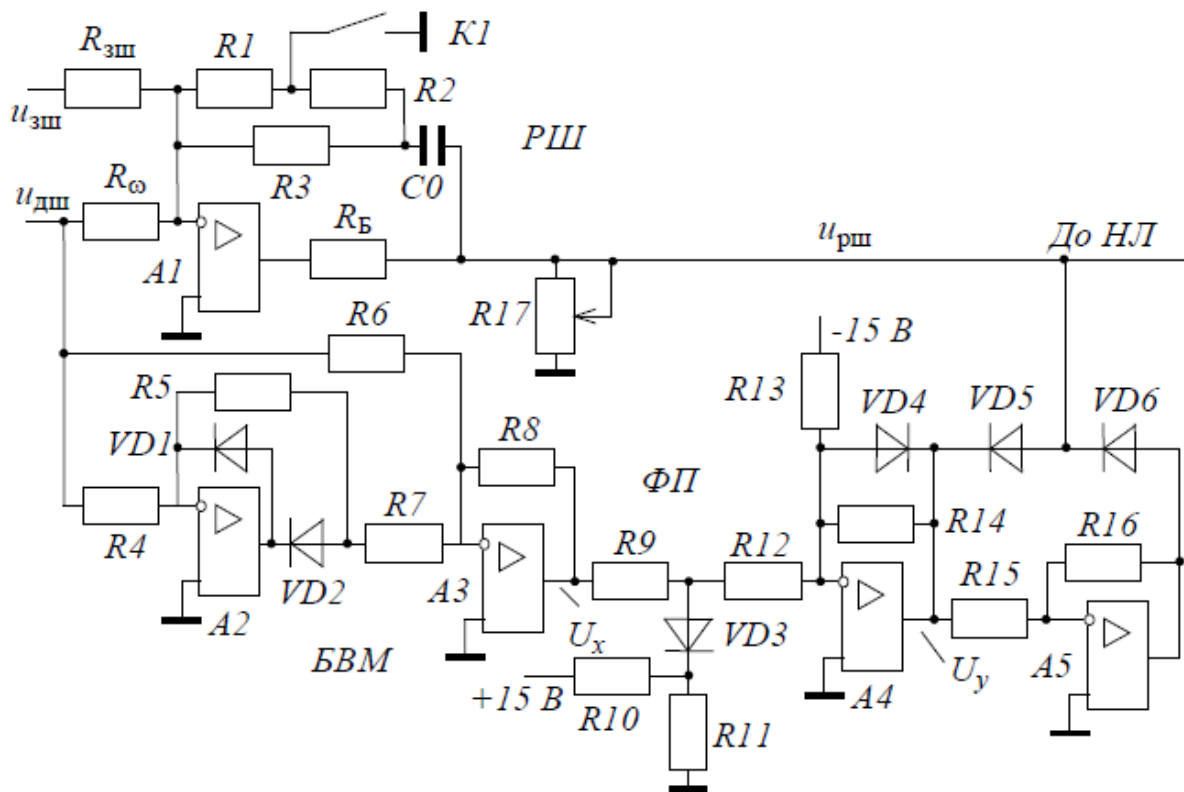 Rзш
R1
K1
uзш
R2
РШ
R3
C0
uдш
Rω
RБ
uрш
До НЛ
A1
R6
R17
-15 В
R5
R13
VD4
VD5
VD6
VD1
R8
ФП
R7
R9
R12
R14
R16
R4
R15
VD2
A3
VD3
A2
Ux
A5
БВМ
+15 В
R10
A4
Uy
R11